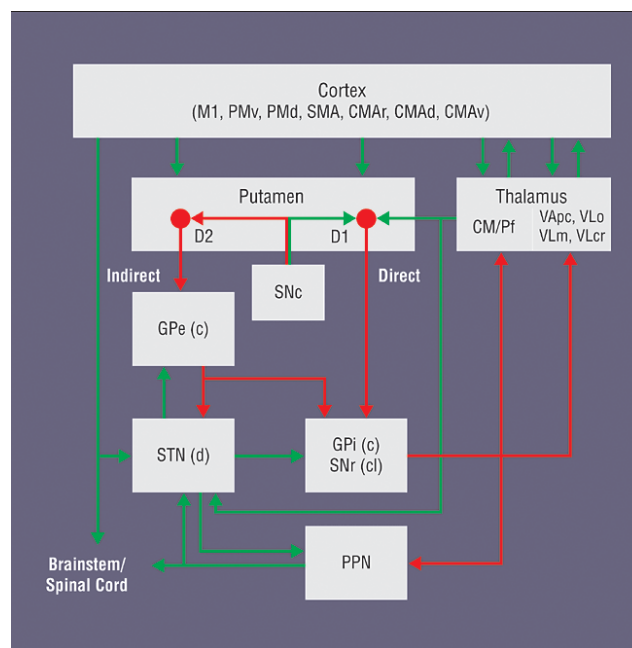 Cortex
(M1, PMv, PMd, SMA, CMAr, CMAd, CMAv)
Putamen
D2
D1
Thalamus
CM/Pf
VApc, VLo
VLm, VLcr
Indirect
SNc
Direct
GPe (c)
STN (d)
GPi (c)
SNr (cl)
PPN
Brainstem/
Spinal Cord